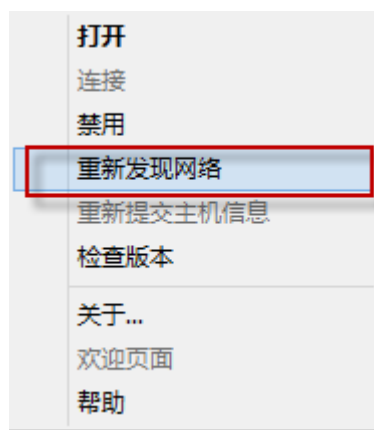 打开
连接
禁用
重新发现网络
重新提交主机信息
检查版本
关于...
欢迎页面
帮助